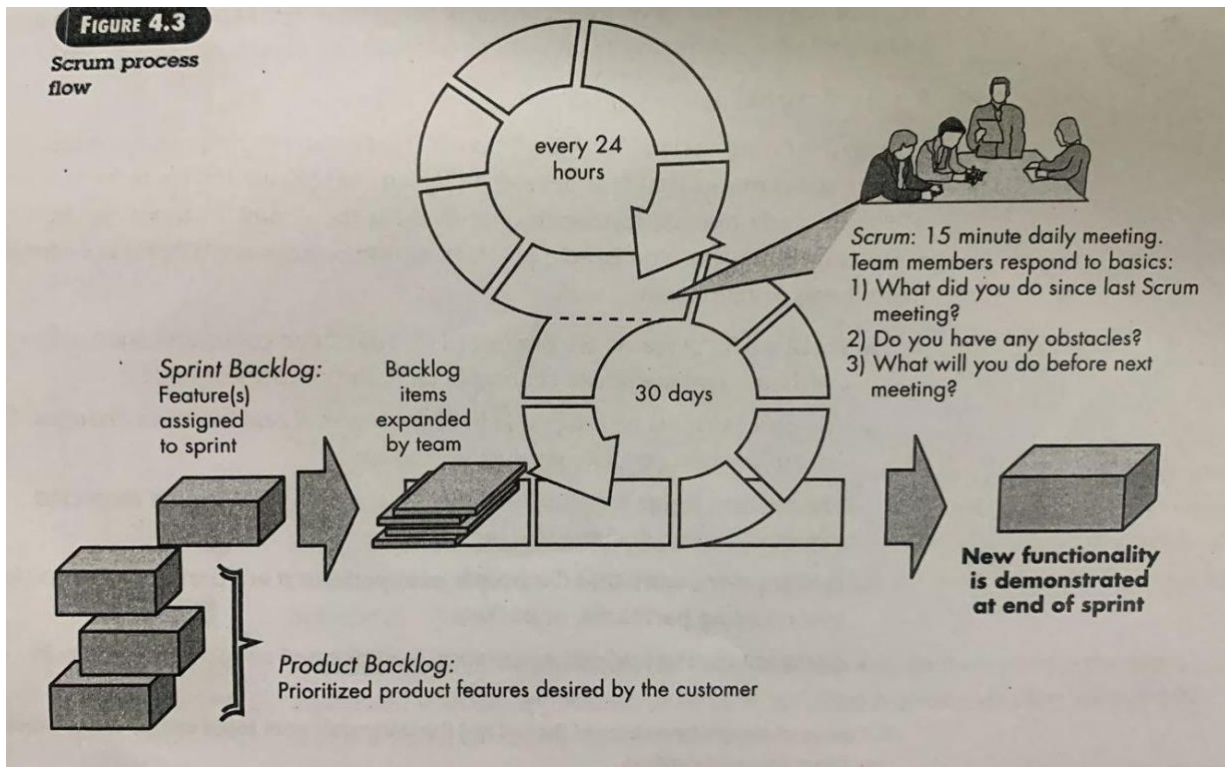 FIGURE 4.3
Scrum process
flow
every 24
hours
Scrum: 15 minute daily meeting.
Team members respond to basics:
1) What did you do since last Scrum
meeting?
2) Do you have any obstacles?
3) What will you do before next
meeting?
Sprint Backlog:
Feature(s)
assigned
to sprint
Backlog
items
expanded
by team
30 days
New functionality
is demonstrated
at end of sprint
Product Backlog:
Prioritized product features desired by the customer